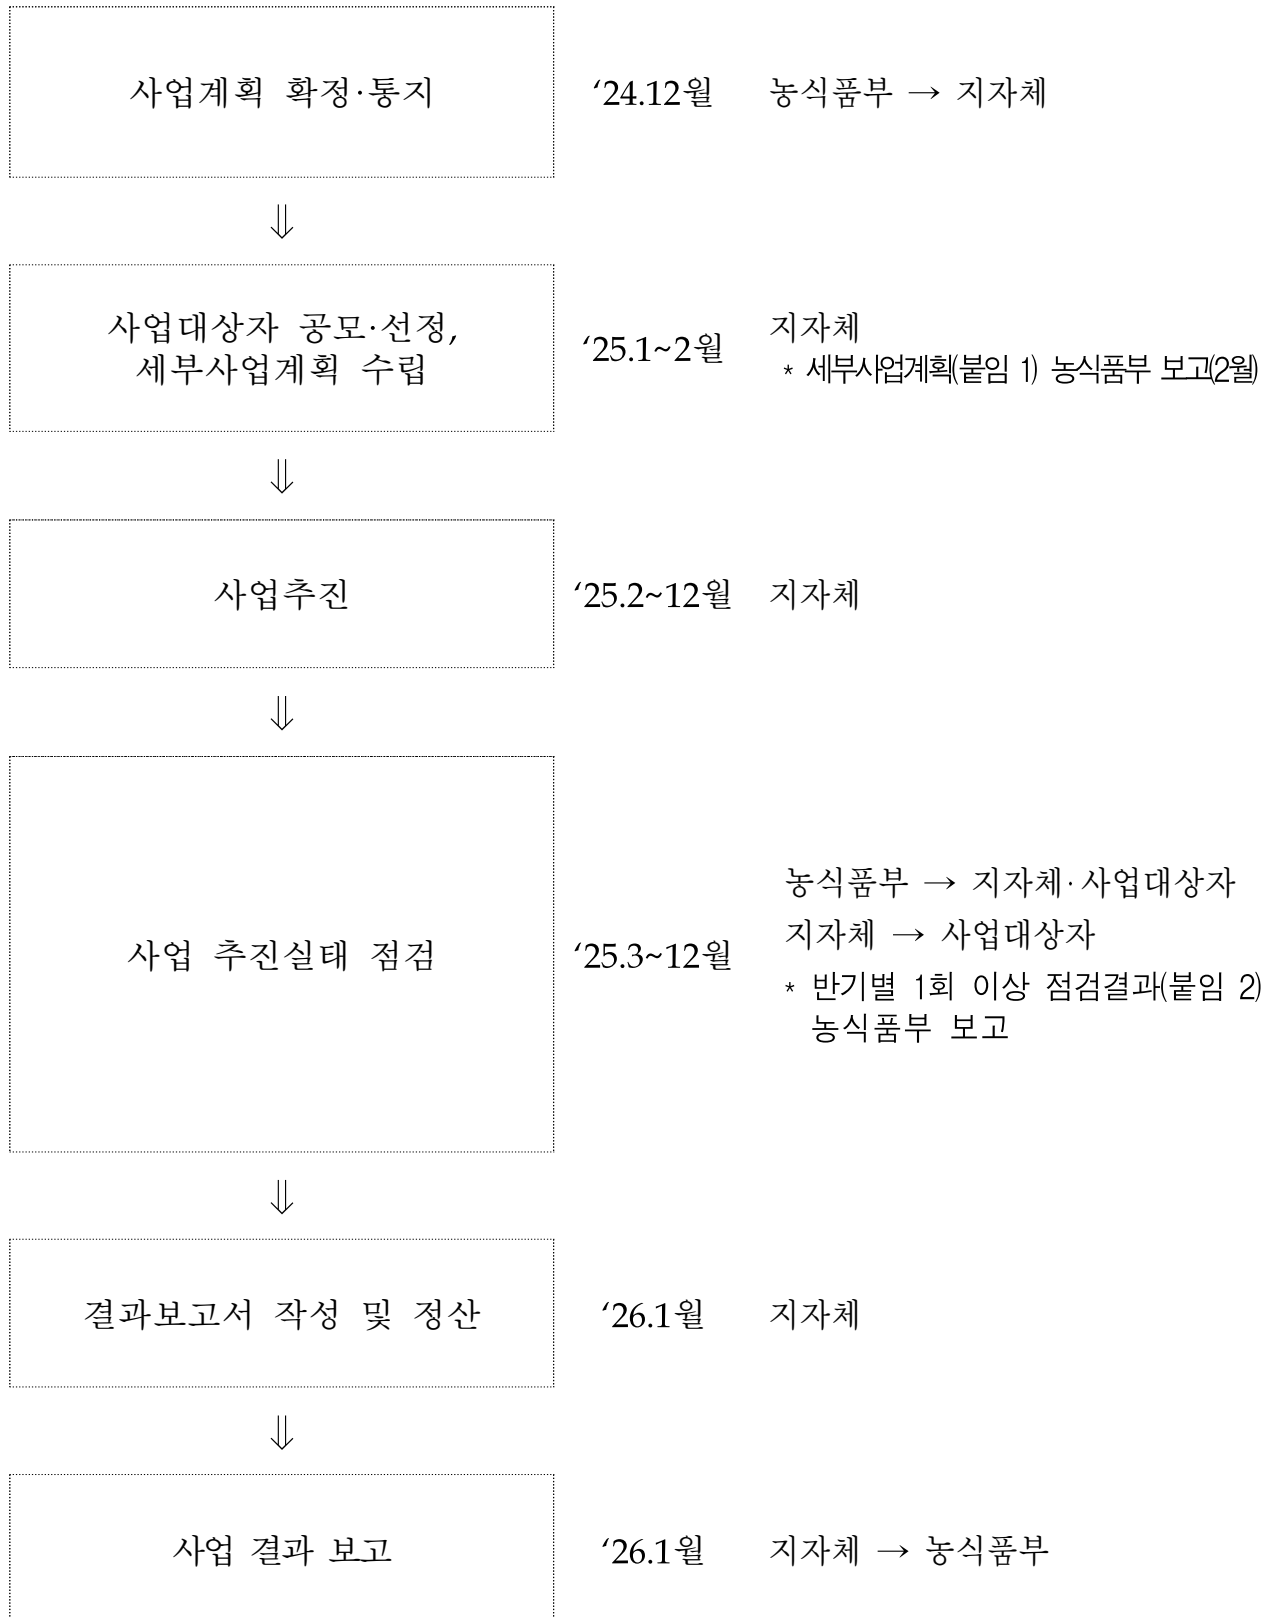 사업계획 확정·통지
‘24.12월
농식품부 → 지자체
⇓
사업대상자 공모·선정,
세부사업계획 수립
‘25.1~2월
지자체
* 세부사업계획(붙임 1) 농식품부 보고(2월)
⇓
사업추진
‘25.2~12월
지자체
⇓
사업 추진실태 점검
‘25.3~12월
농식품부 → 지자체·사업대상자
지자체 → 사업대상자
* 반기별 1회 이상 점검결과(붙임 2)
농식품부 보고
⇓
결과보고서 작성 및 정산
‘26.1월
지자체
⇓
사업 결과 보고
‘26.1월
지자체 → 농식품부